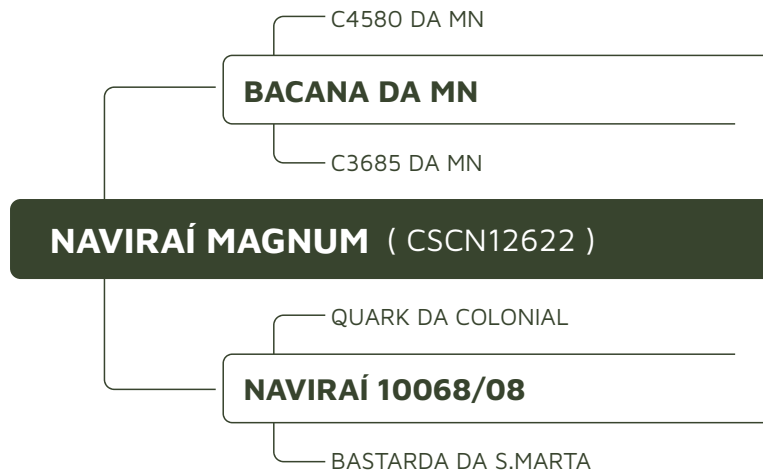 C4580 DA MN
BACANA DA MN
C3685 DA MN
NAVIRAÍ MAGNUM ( CSCN12622 )
QUARK DA COLONIAL
NAVIRAÍ 10068/08
BASTARDA DA S.MARTA